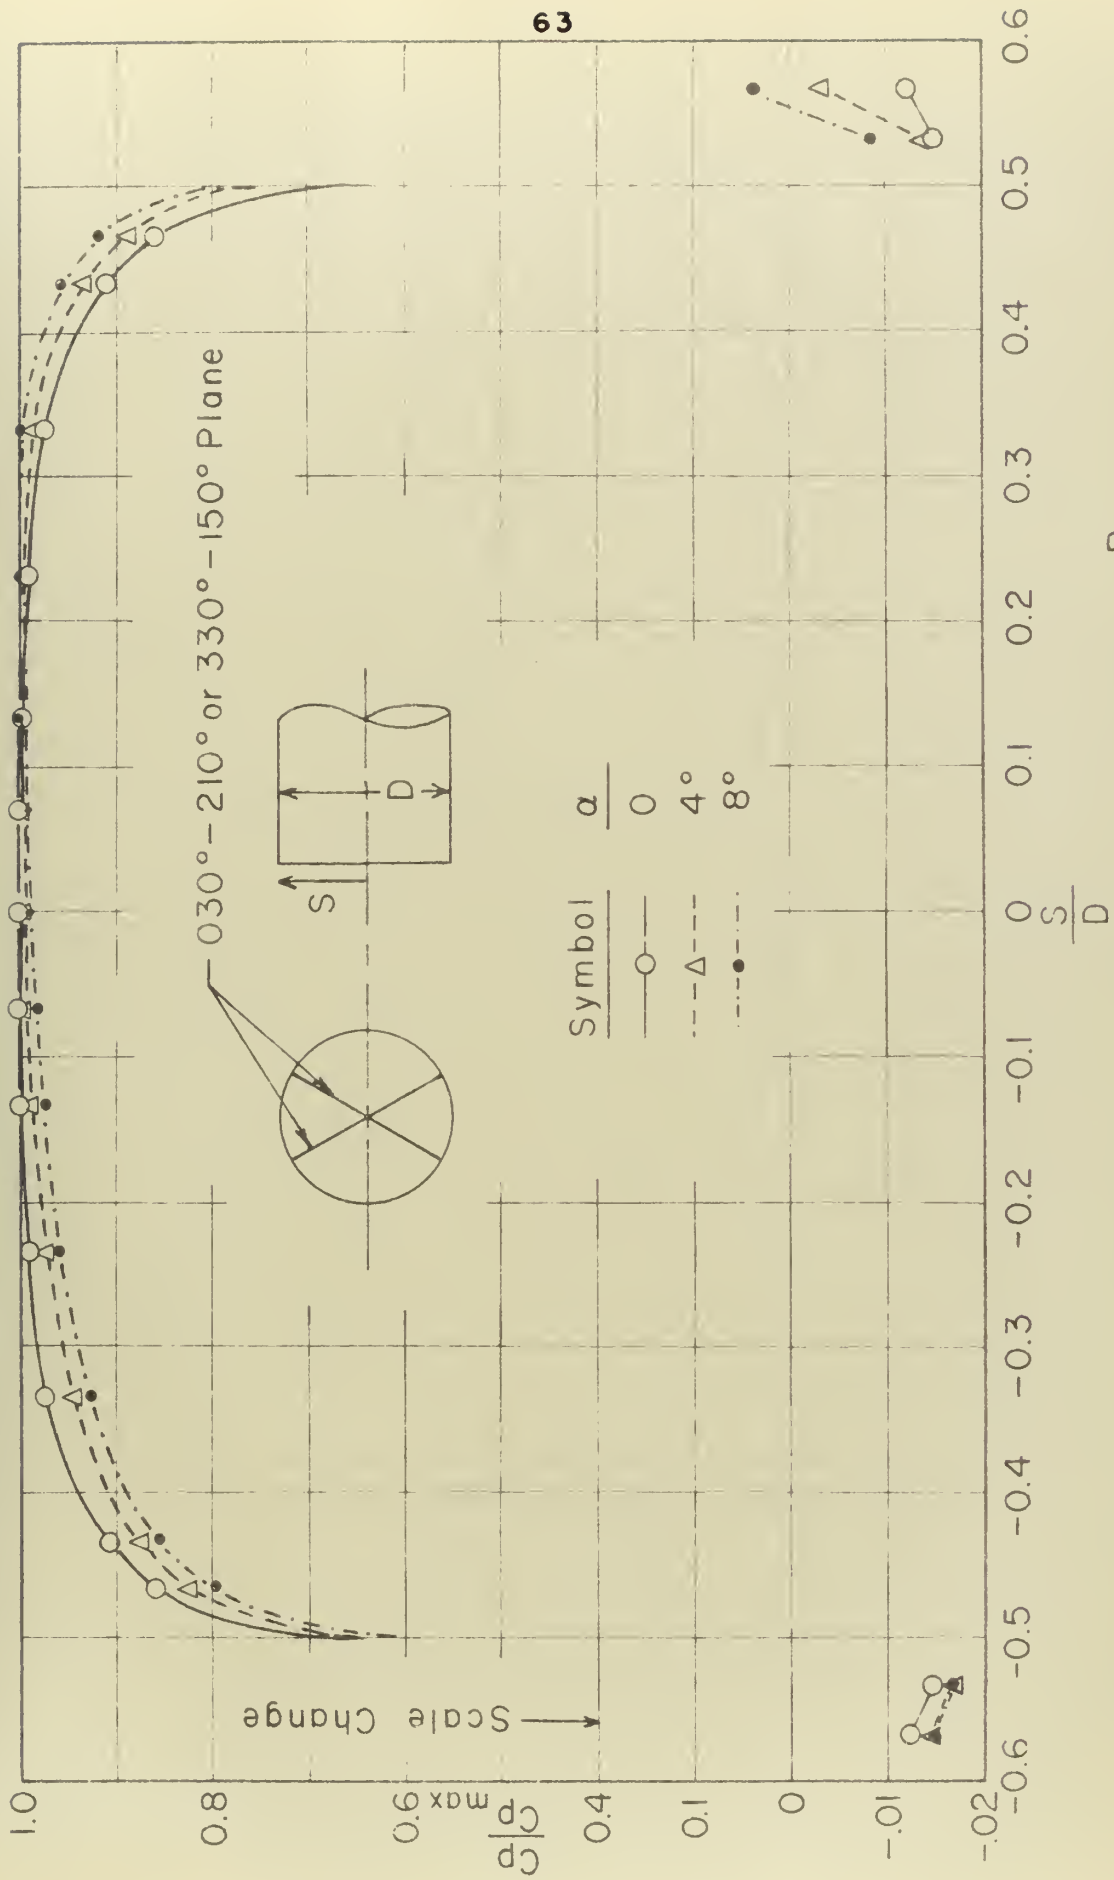 63
1.0
0.8
0.6
0.4
0.1
0
-.01
-.02
Cp
Cp max
Scale Change
030°-210° or 330°-150° Plane
S
D
Symbol α
0
4°
8°
-0.6 -0.5 -0.4 -0.3 -0.2 -0.1 0 0.1 0.2 0.3 0.4 0.5 0.6
S
D